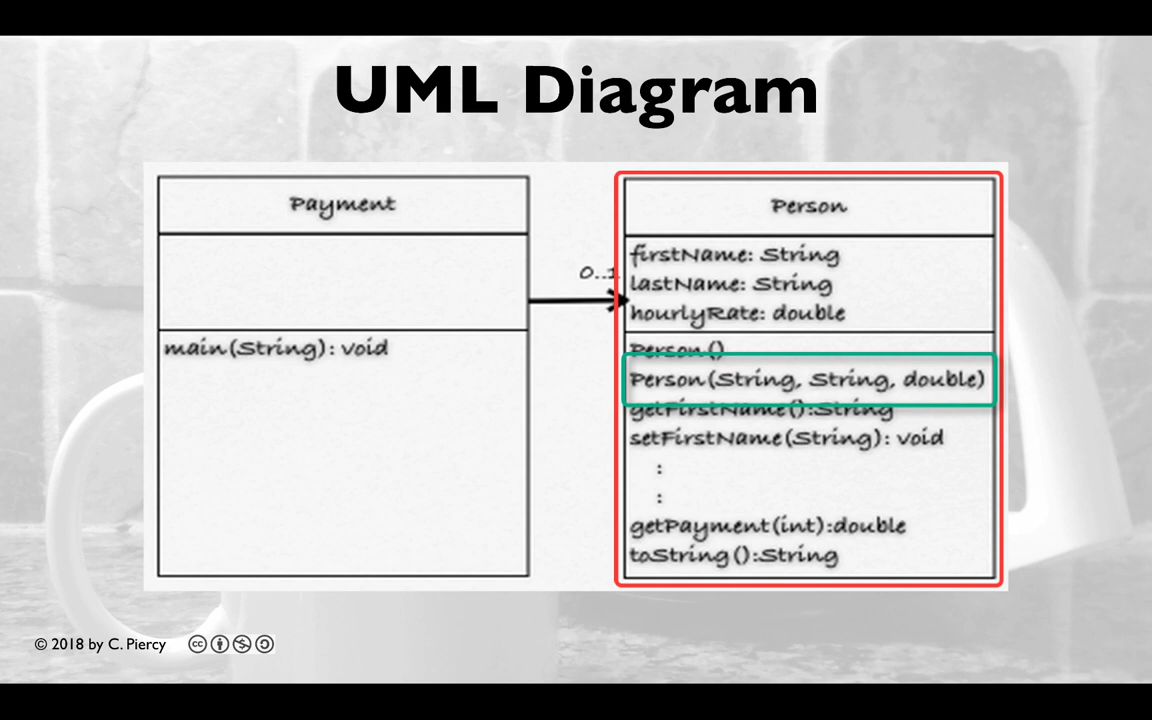 UML Diagram
Payment
main(String): void
0..1
Person
firstName: String
lastName: String
hourlyRate: double
Person()
Person(String, String, double)
getFirstName():String
setFirstName(String): void
:
:
getPayment(int):double
toString():String
© 2018 by C. Piercy